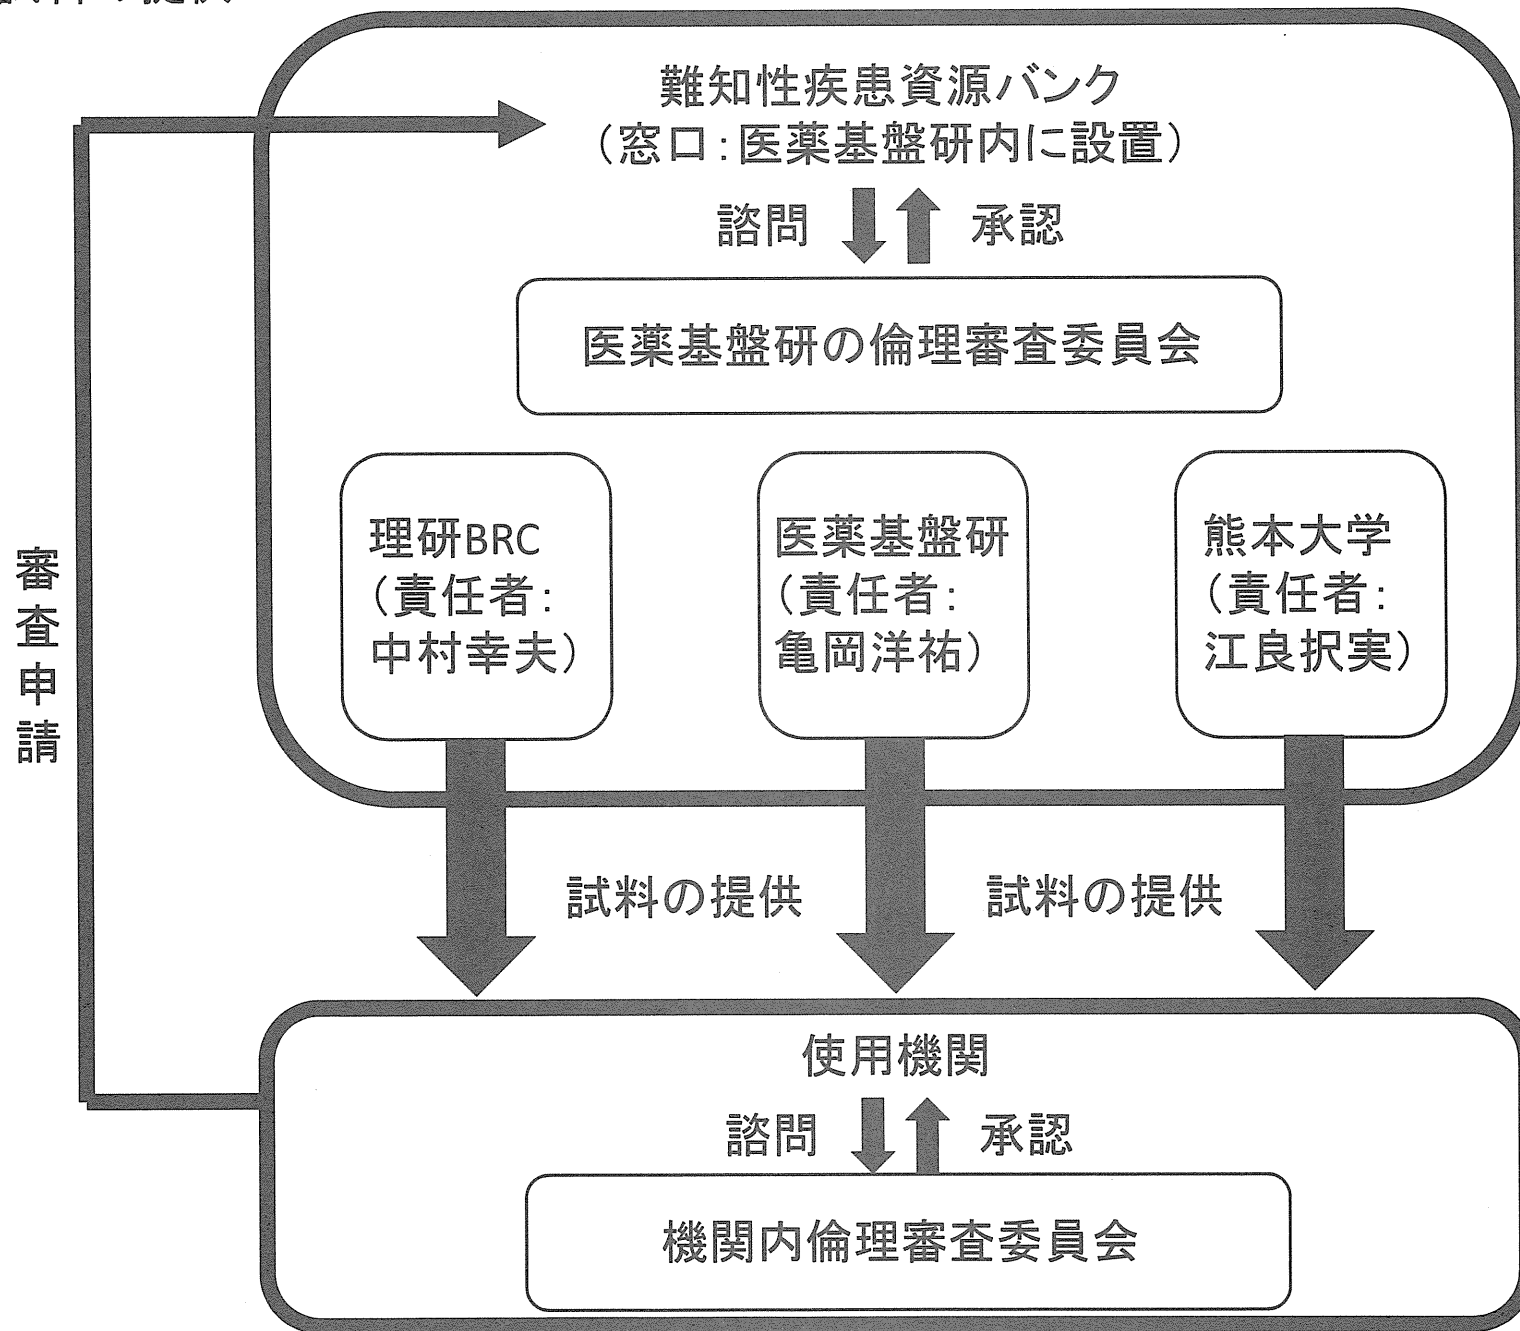 の提供
難知性疾患資源バンク
（窓口：医薬基盤研内に設置）
諮問 承認
医薬基盤研の倫理審査委員会
理研BRC
（責任者：
中村幸夫）
医薬基盤研
（責任者：
亀岡洋祐）
熊本大学
（責任者：
江良択実）
審査申請
試料の提供 試料の提供
使用機関
諮問 承認
機関内倫理審査委員会